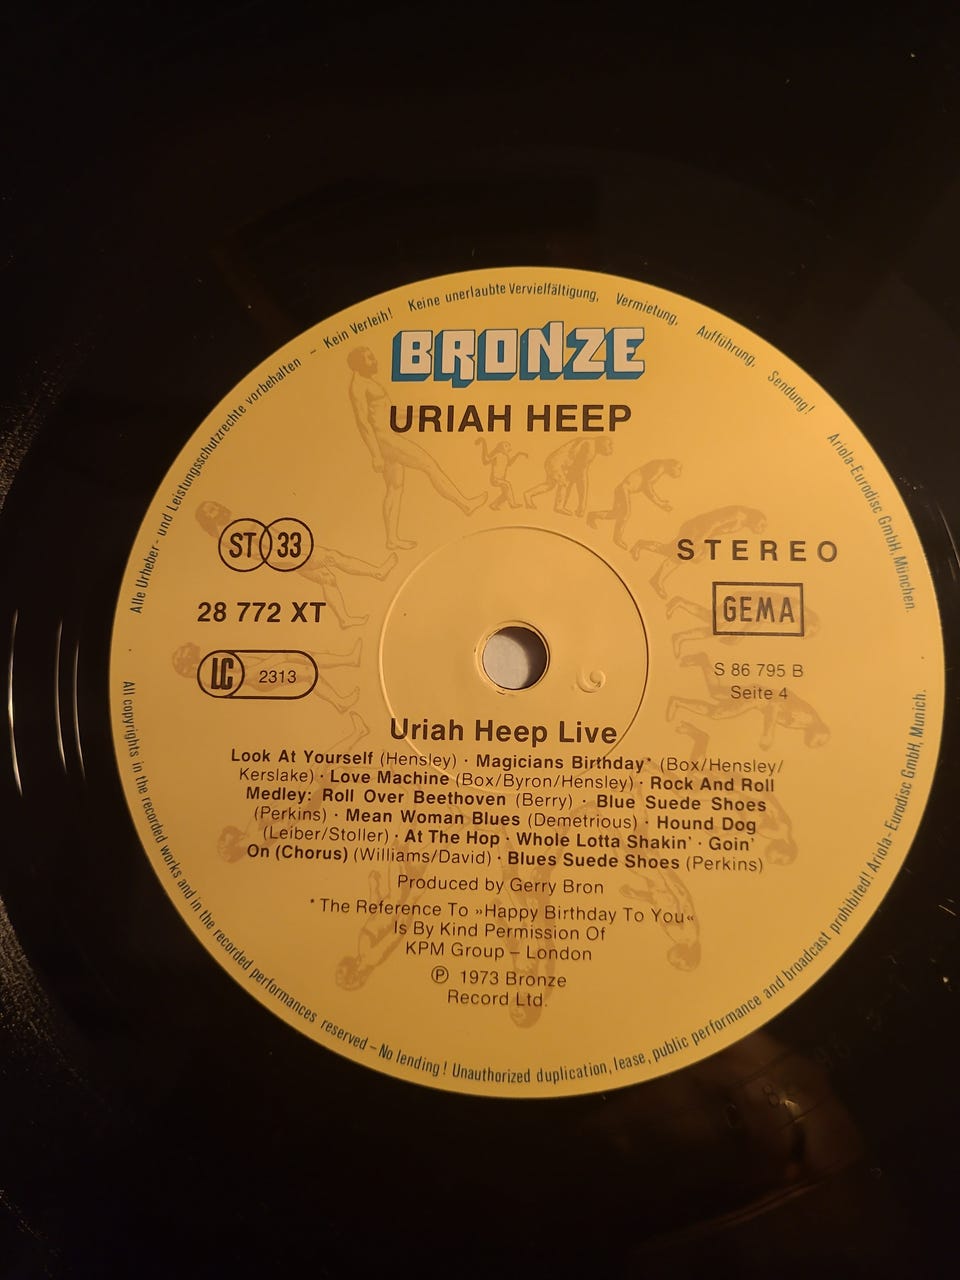 Alle Urheber- und Leistungsschutzrechte vorbehalten – Kein Verleih! Keine unerlaubte Vervielfältigung, Vermietung, Aufführung, Sendung! Ariola-Eurodisc GmbH, München.
BRONZE
URIAH HEEP
ST 33
STEREO
28 772 XT
GEMA
LC 2313
S 86 795 B
Seite 4
Uriah Heep Live
Look At Yourself (Hensley) · Magicians Birthday* (Box/Hensley/
Kerslake) · Love Machine (Box/Byron/Hensley) · Rock And Roll
Medley: Roll Over Beethoven (Berry) · Blue Suede Shoes
(Perkins) · Mean Woman Blues (Demetrious) · Hound Dog
(Leiber/Stoller) · At The Hop · Whole Lotta Shakin' · Goin'
On (Chorus) (Williams/David) · Blues Suede Shoes (Perkins)
Produced by Gerry Bron
* The Reference To »Happy Birthday To You«
Is By Kind Permission Of
KPM Group – London
℗ 1973 Bronze
Record Ltd.
All copyrights in the recorded works and in the recorded performances reserved – No lending! Unauthorized duplication, lease, public performance and broadcast prohibited! Ariola-Eurodisc GmbH, Munich.